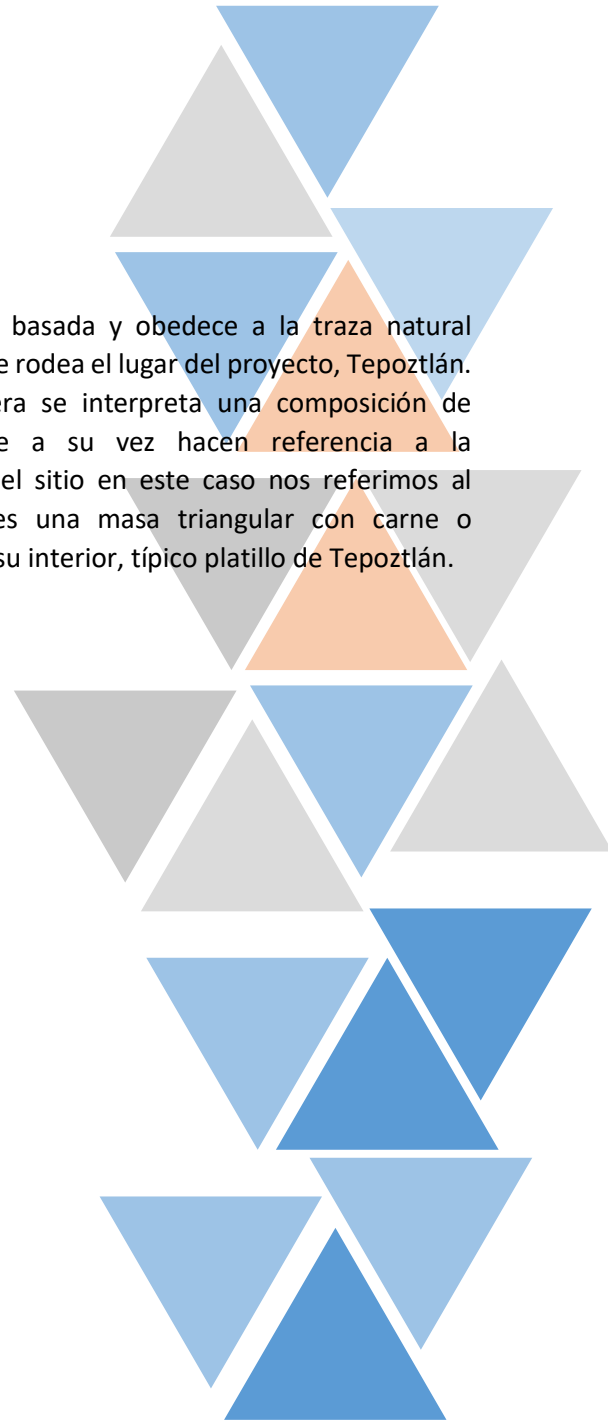 basada y obedece a la traza natural
e rodea el lugar del proyecto, Tepoztlán.
era se interpreta una composición de
e a su vez hacen referencia a la
el sitio en este caso nos referimos al
es una masa triangular con carne o
su interior, típico platillo de Tepoztlán.